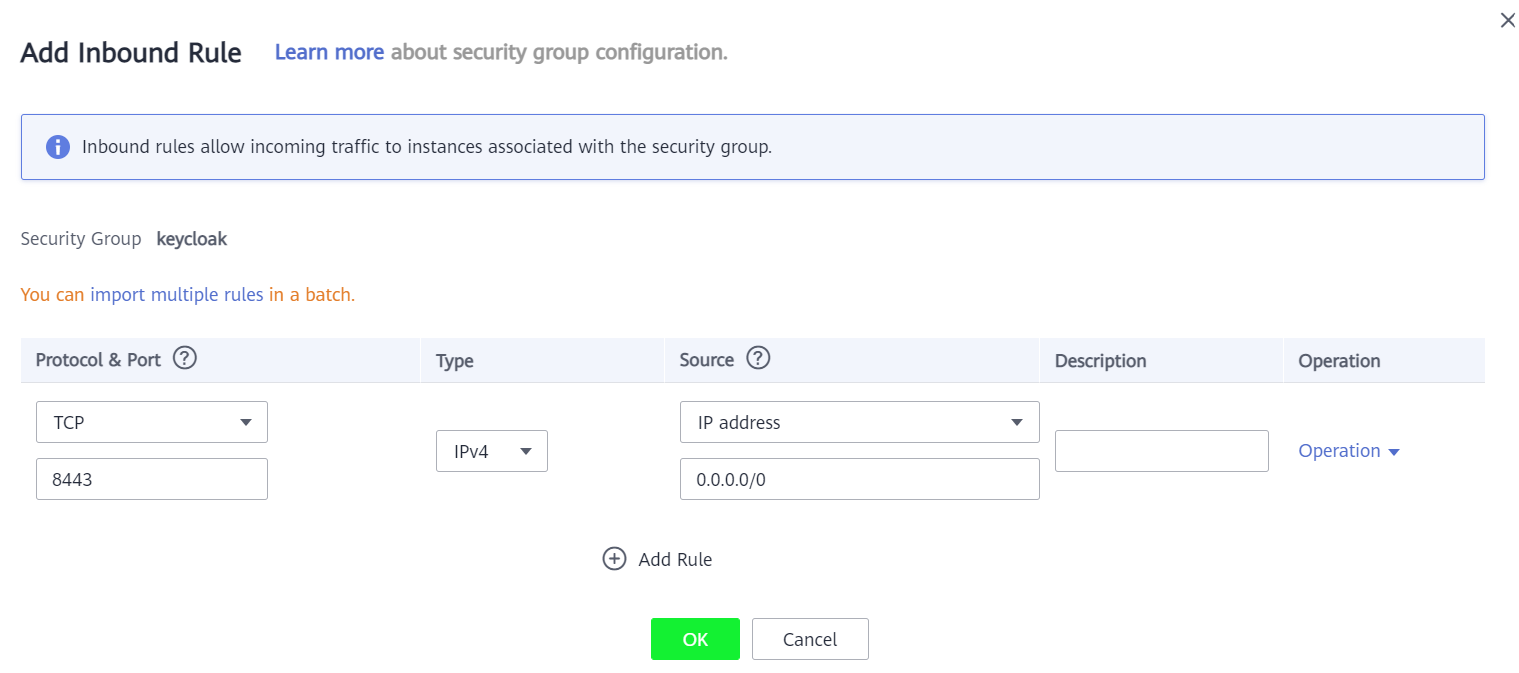 Add Inbound Rule Learn more about security group configuration.
Inbound rules allow incoming traffic to instances associated with the security group.
Security Group keycloak
You can import multiple rules in a batch.
Protocol & Port ? Type Source ? Description Operation
TCP IP address
IPv4 Operation
8443 0.0.0.0/0
Add Rule
OK Cancel